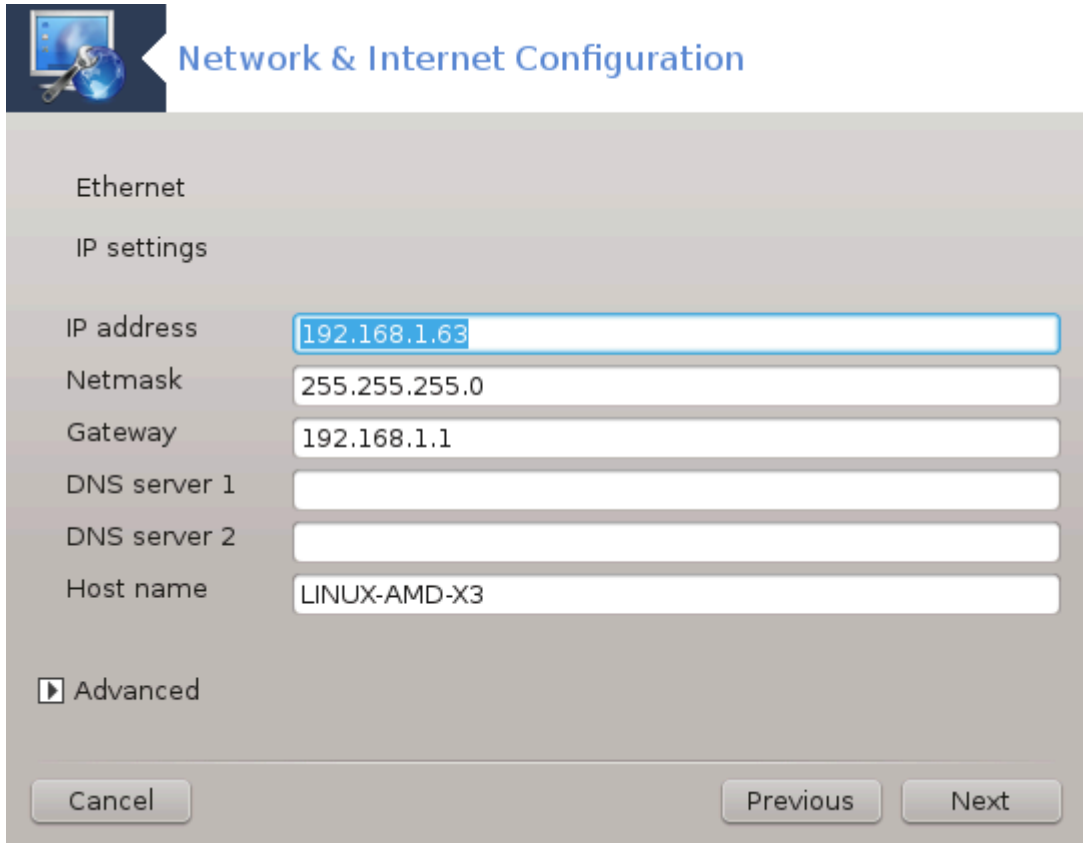 Network & Internet Configuration
Ethernet
IP settings
IP address 192.168.1.63
Netmask 255.255.255.0
Gateway 192.168.1.1
DNS server 1
DNS server 2
Host name LINUX-AMD-X3
Advanced
Cancel Previous Next